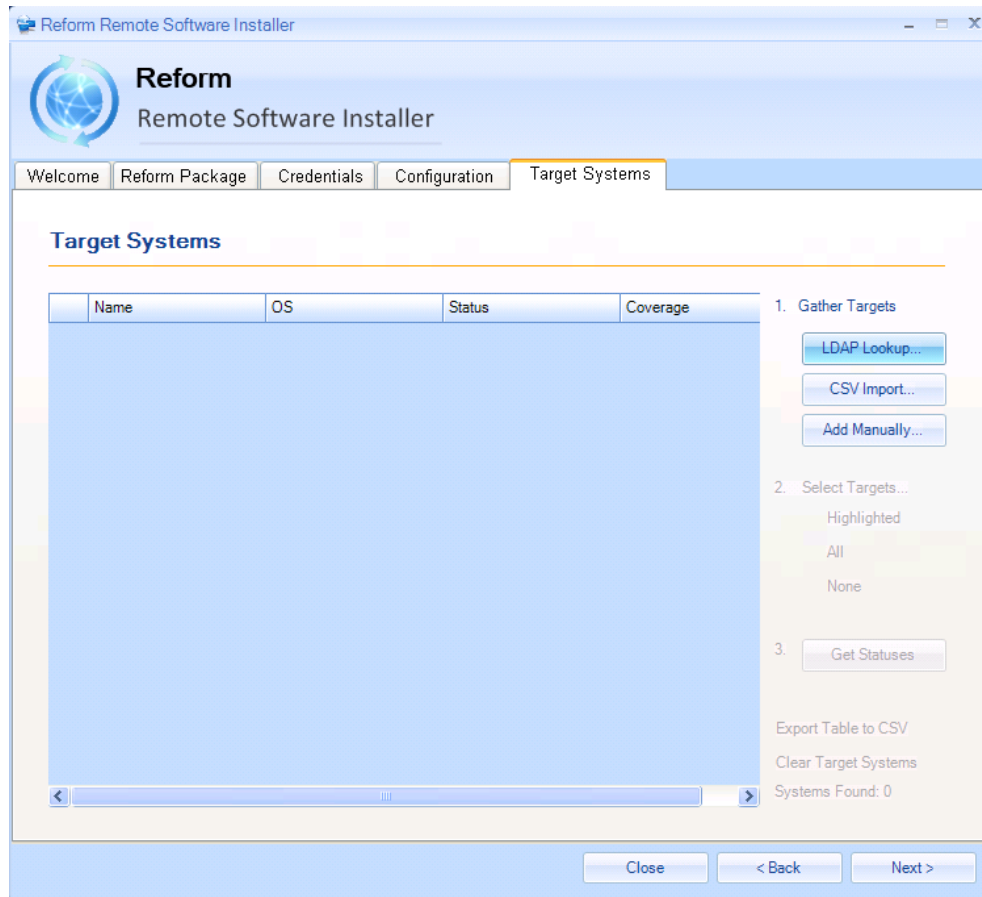 Reform Remote Software Installer
Reform
Remote Software Installer
Welcome Reform Package Credentials Configuration Target Systems
Target Systems
Name OS Status Coverage
1. Gather Targets
LDAP Lookup...
CSV Import...
Add Manually...
2. Select Targets...
Highlighted
All
None
3. Get Statuses
Export Table to CSV
Clear Target Systems
Systems Found: 0
Close < Back Next >